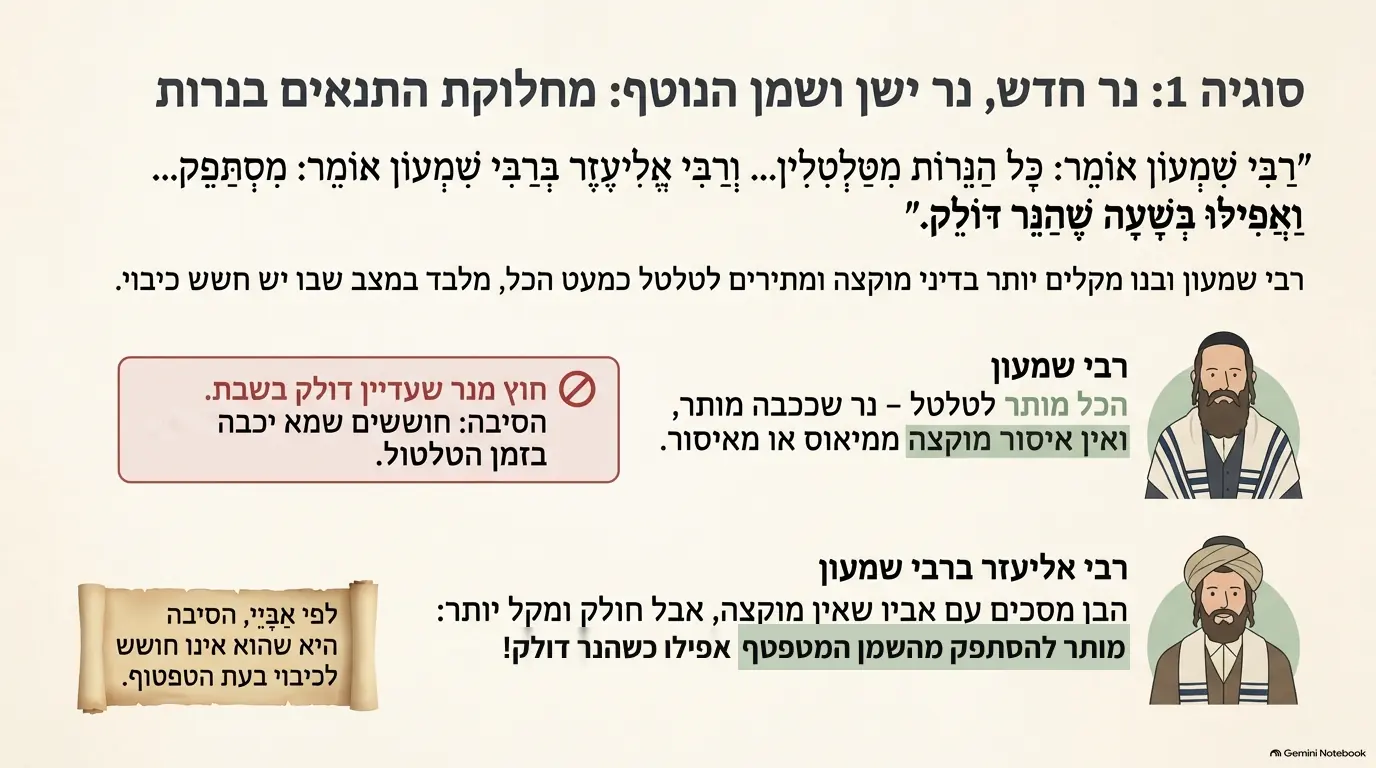 סוגיה 1: נר חדש, נר ישן ושמן הנוטף: מחלוקת התנאים בנרות
"רַבִּי שִׁמְעוֹן אוֹמֵר: כׇּל הַנֵּרוֹת מִטַּלְטְלִין... וְרַבִּי אֱלִיעֶזֶר בְּרַבִּי שִׁמְעוֹן אוֹמֵר: מִסְתַּפֵּק...
וַאֲפִילּוּ בְּשָׁעָה שֶׁהַנֵּר דּוֹלֵק."
רבי שמעון ובנו מקלים יותר בדיני מוקצה ומתירים לטלטל כמעט הכל, מלבד במצב שבו יש חשש כיבוי.
רבי שמעון
הכל מותר לטלטל – נר שככבה מותר,
ואין איסור מוקצה ממיאוס או מאיסור.
חוץ מנר שעדיין דולק בשבת.
הסיבה: חוששים שמא יכבה
בזמן הטלטול.
רבי אליעזר ברבי שמעון
הבן מסכים עם אביו שאין מוקצה, אבל חולק ומקל יותר:
מותר להסתפק מהשמן המטפטף אפילו כשהנר דולק!
לפי אַבָּיֵי, הסיבה
היא שהוא אינו חושש
לכיבוי בעת הטפטוף.
Gemini Notebook